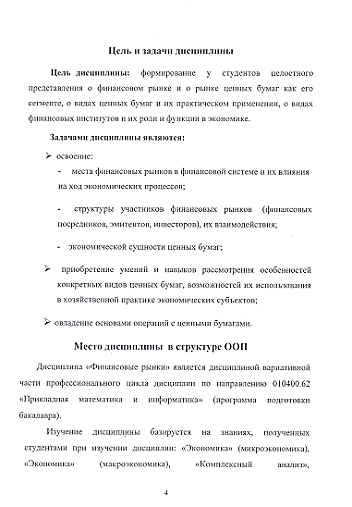 Цель и задачи дисциплины
Цель дисциплины: формирование у студентов целостного
представления о финансовом рынке и о рынке ценных бумаг как его
сегменте, о видах ценных бумаг и их практическом применении, о видах
финансовых институтов и их роли и функции в экономике.
Задачами дисциплины являются:
➢ освоение:
- места финансовых рынков в финансовой системе и их влияния
на ход экономических процессов;
- структуры участников финансовых рынков (финансовых
посредников, эмитентов, инвесторов), их взаимодействия;
- экономической сущности ценных бумаг;
➢ приобретение умений и навыков рассмотрения особенностей
конкретных видов ценных бумаг, возможностей их использования
в хозяйственной практике экономических субъектов;
➢ овладение основами операций с ценными бумагами.
Место дисциплины в структуре ООП
Дисциплина «Финансовые рынки» является дисциплиной вариативной
части профессионального цикла дисциплин по направлению 010400.62
«Прикладная математика и информатика» (программа подготовки
бакалавра).
Изучение дисциплины базируется на знаниях, полученных
студентами при изучении дисциплин: «Экономика» (микроэкономика),
«Экономика» (макроэкономика), «Комплексный анализ»,
4